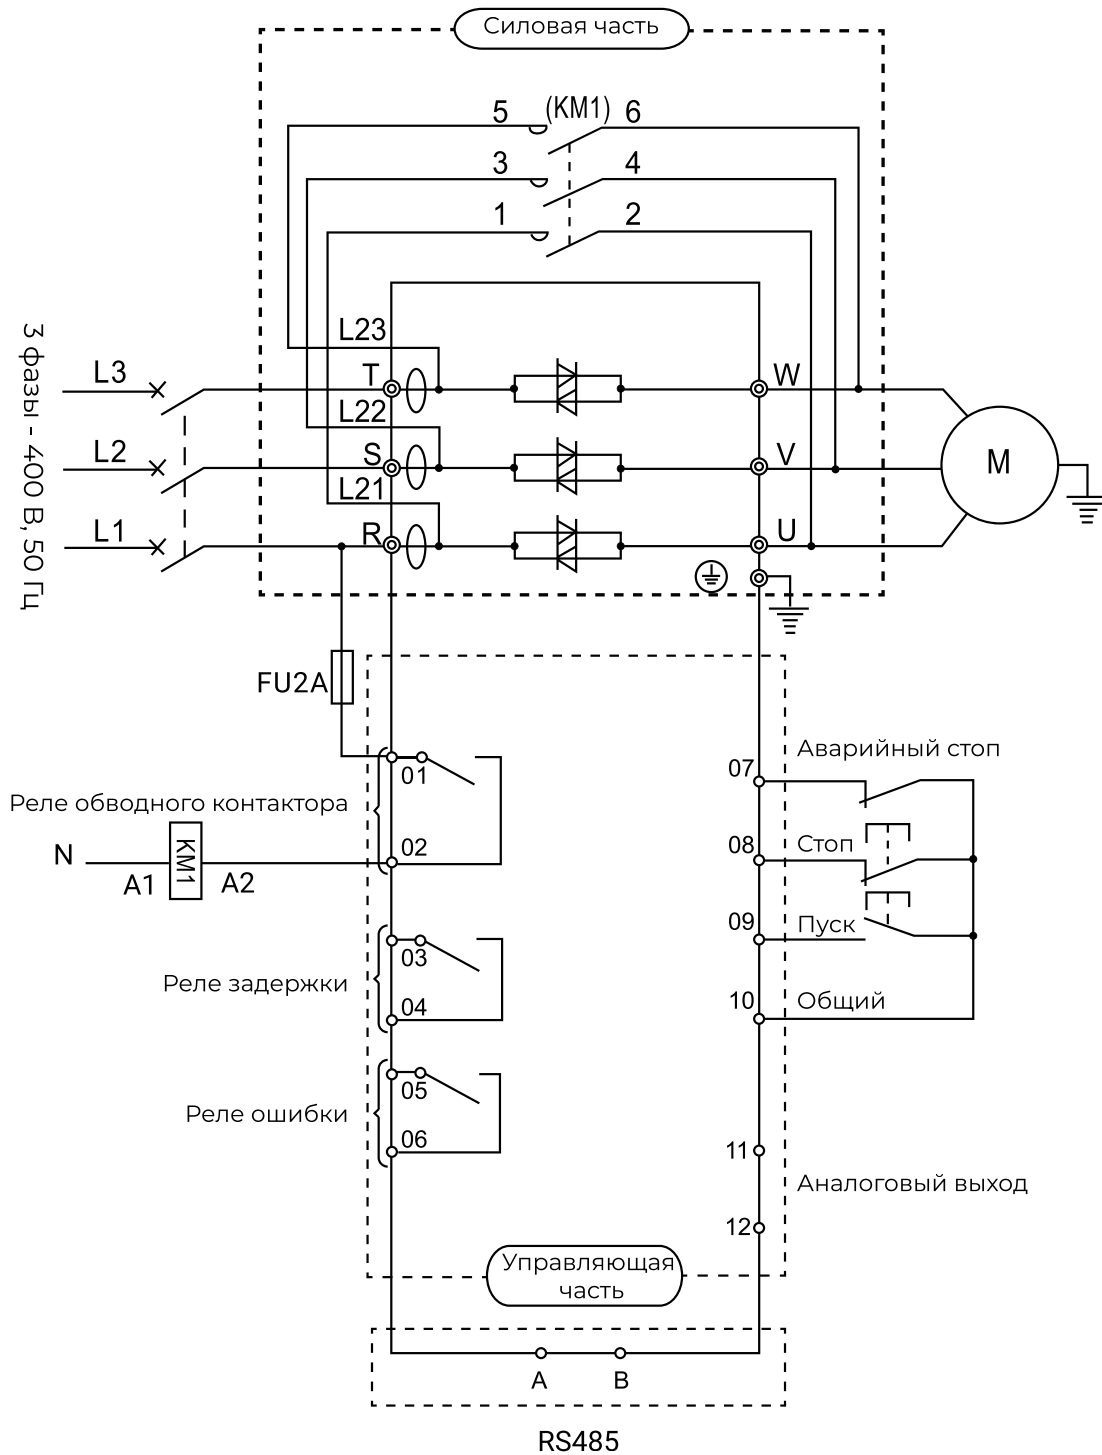 Силовая часть
5 (KM1) 6
3 4
1 2
L23
3 фазы - 400 В, 50 Гц
L3 T W
L22
L2 S V
M
L21
L1 R U
FU2A
Аварийный стоп
07
01
Реле обводного контактора
02 08 Стоп
N KM1
A1 A2
09 Пуск
03
Реле задержки
04 10 Общий
05
Реле ошибки
06
11
Аналоговый выход
12
Управляющая
часть
A B
RS485